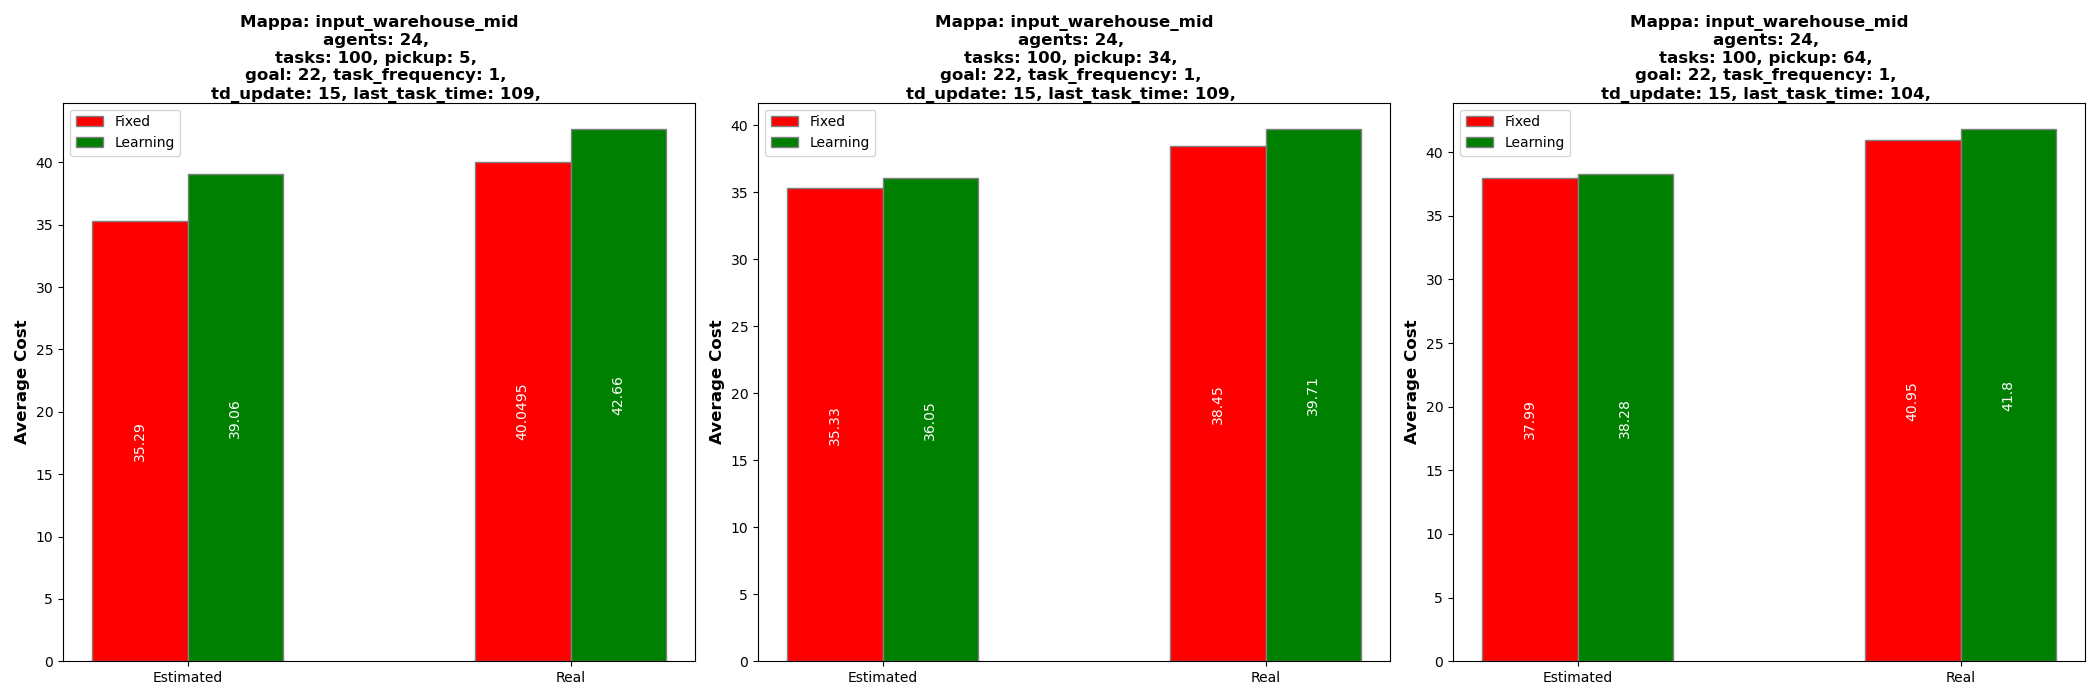 Mappa: input_warehouse_mid
agents: 24,
tasks: 100, pickup: 5,
goal: 22, task_frequency: 1,
td_update: 15, last_task_time: 109,
Fixed
Learning
Average Cost
40
35
30
25
20
15
10
5
0
35.29
39.06
40.0495
42.66
Estimated
Real
Mappa: input_warehouse_mid
agents: 24,
tasks: 100, pickup: 34,
goal: 22, task_frequency: 1,
td_update: 15, last_task_time: 109,
Fixed
Learning
Average Cost
40
35
30
25
20
15
10
5
0
35.33
36.05
38.45
39.71
Estimated
Real
Mappa: input_warehouse_mid
agents: 24,
tasks: 100, pickup: 64,
goal: 22, task_frequency: 1,
td_update: 15, last_task_time: 104,
Fixed
Learning
Average Cost
40
35
30
25
20
15
10
5
0
37.99
38.28
40.95
41.8
Estimated
Real